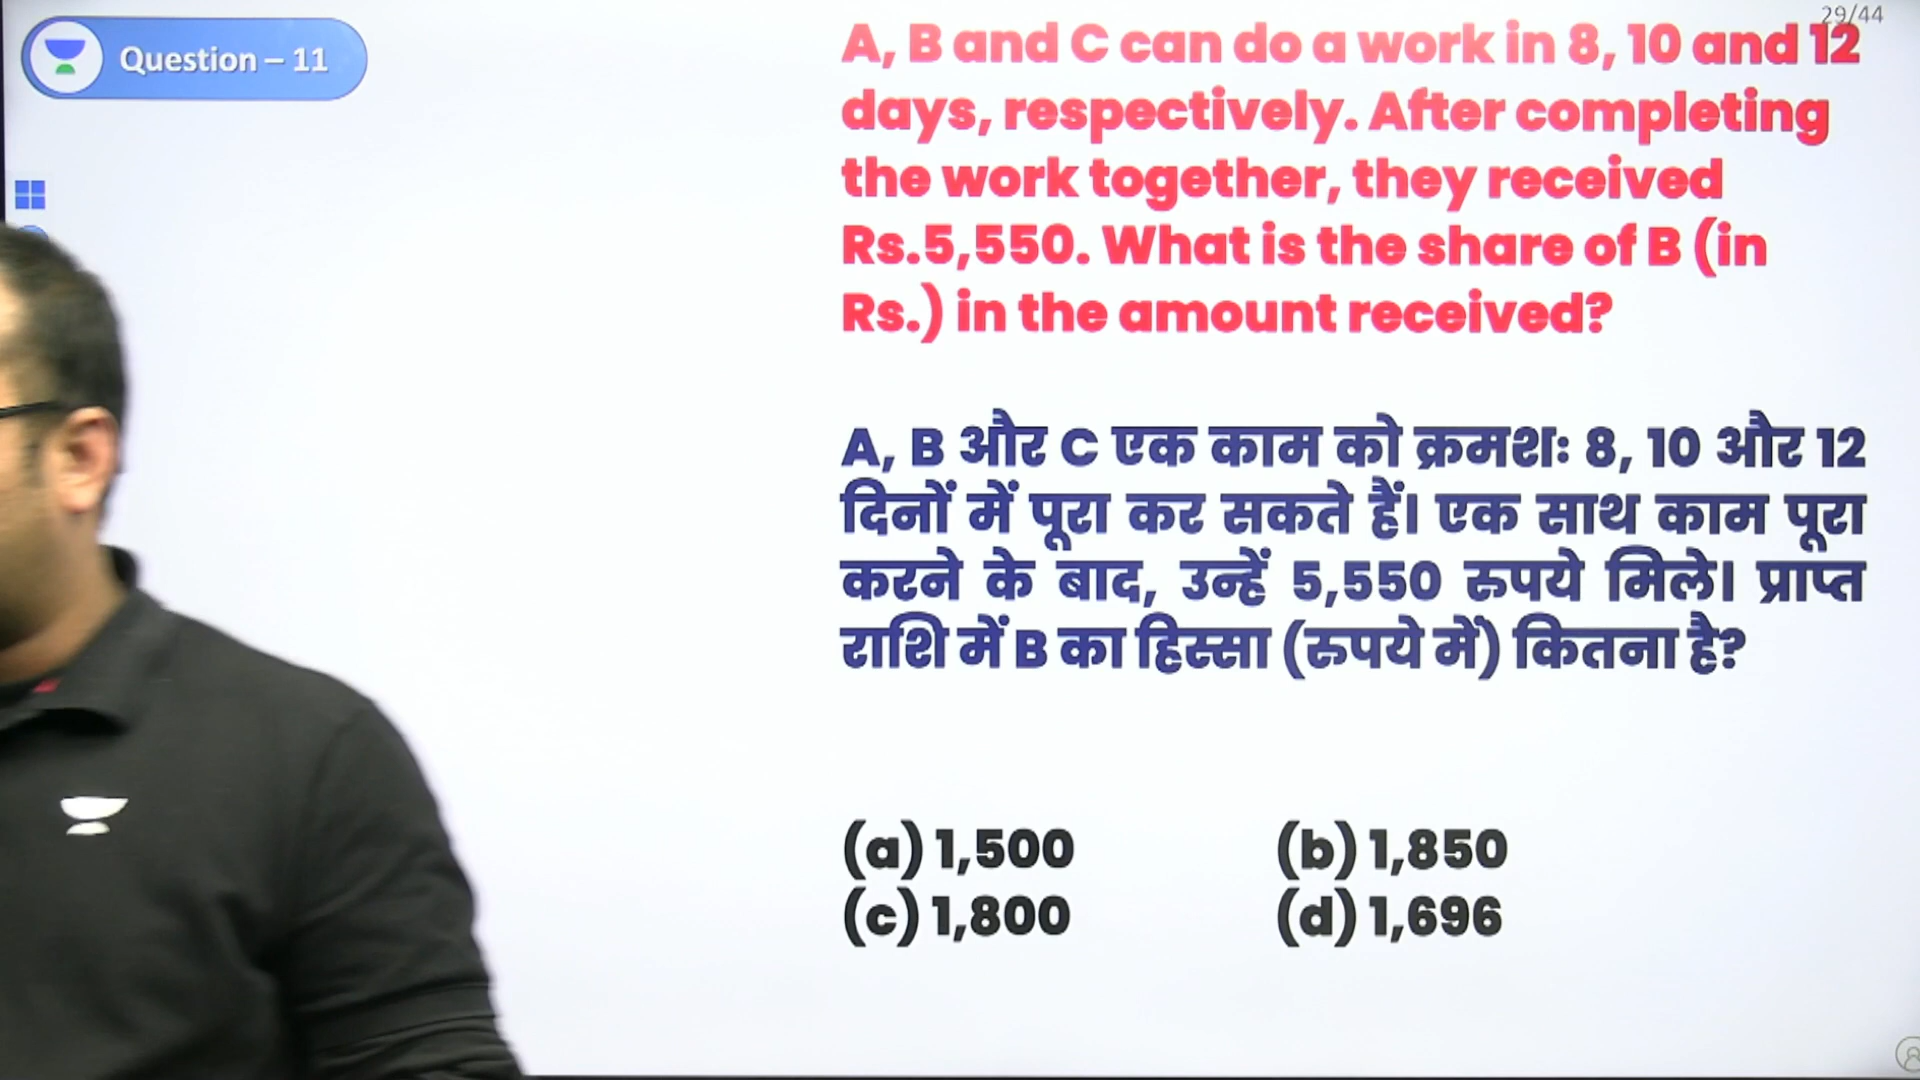 29/44
Question – 11
A, B and C can do a work in 8, 10 and 12
days, respectively. After completing
the work together, they received
Rs.5,550. What is the share of B (in
Rs.) in the amount received?
A, B और C एक काम को क्रमशः 8, 10 और 12
दिनों में पूरा कर सकते हैं। एक साथ काम पूरा
करने के बाद, उन्हें 5,550 रुपये मिले। प्राप्त
राशि में B का हिस्सा (रुपये में) कितना है?
(a) 1,500 (b) 1,850
(c) 1,800 (d) 1,696